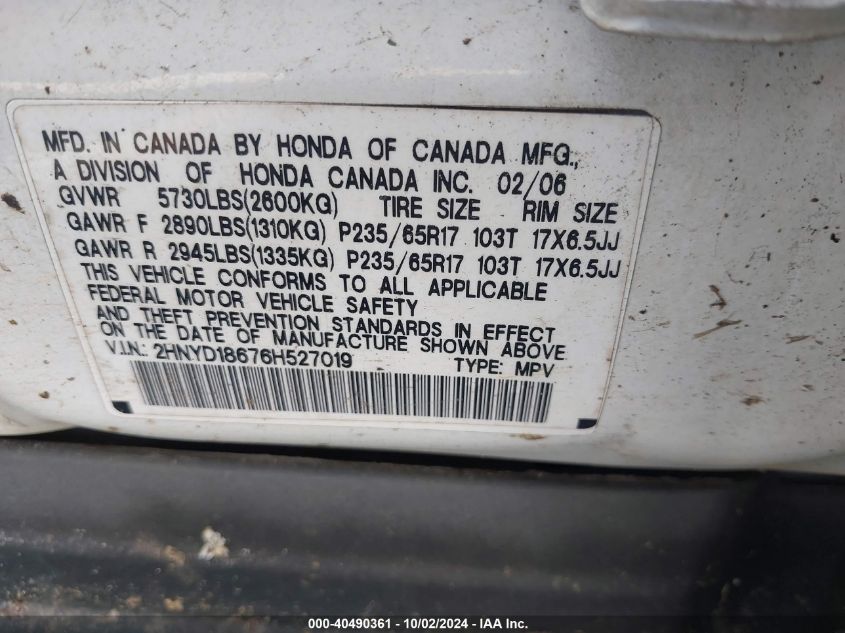 MFD. IN CANADA BY HONDA OF CANADA MFG.,
A DIVISION OF HONDA CANADA INC. 02/06
GVWR 5730LBS(2600KG) TIRE SIZE RIM SIZE
GAWR F 2890LBS(1310KG) P235/65R17 103T 17X6.5JJ
GAWR R 2945LBS(1335KG) P235/65R17 103T 17X6.5JJ
THIS VEHICLE CONFORMS TO ALL APPLICABLE
FEDERAL MOTOR VEHICLE SAFETY
AND THEFT PREVENTION STANDARDS IN EFFECT
ON THE DATE OF MANUFACTURE SHOWN ABOVE.
V.I.N.: 2HNYD18676H527019 TYPE: MPV
000-40490361 - 10/02/2024 - IAA Inc.